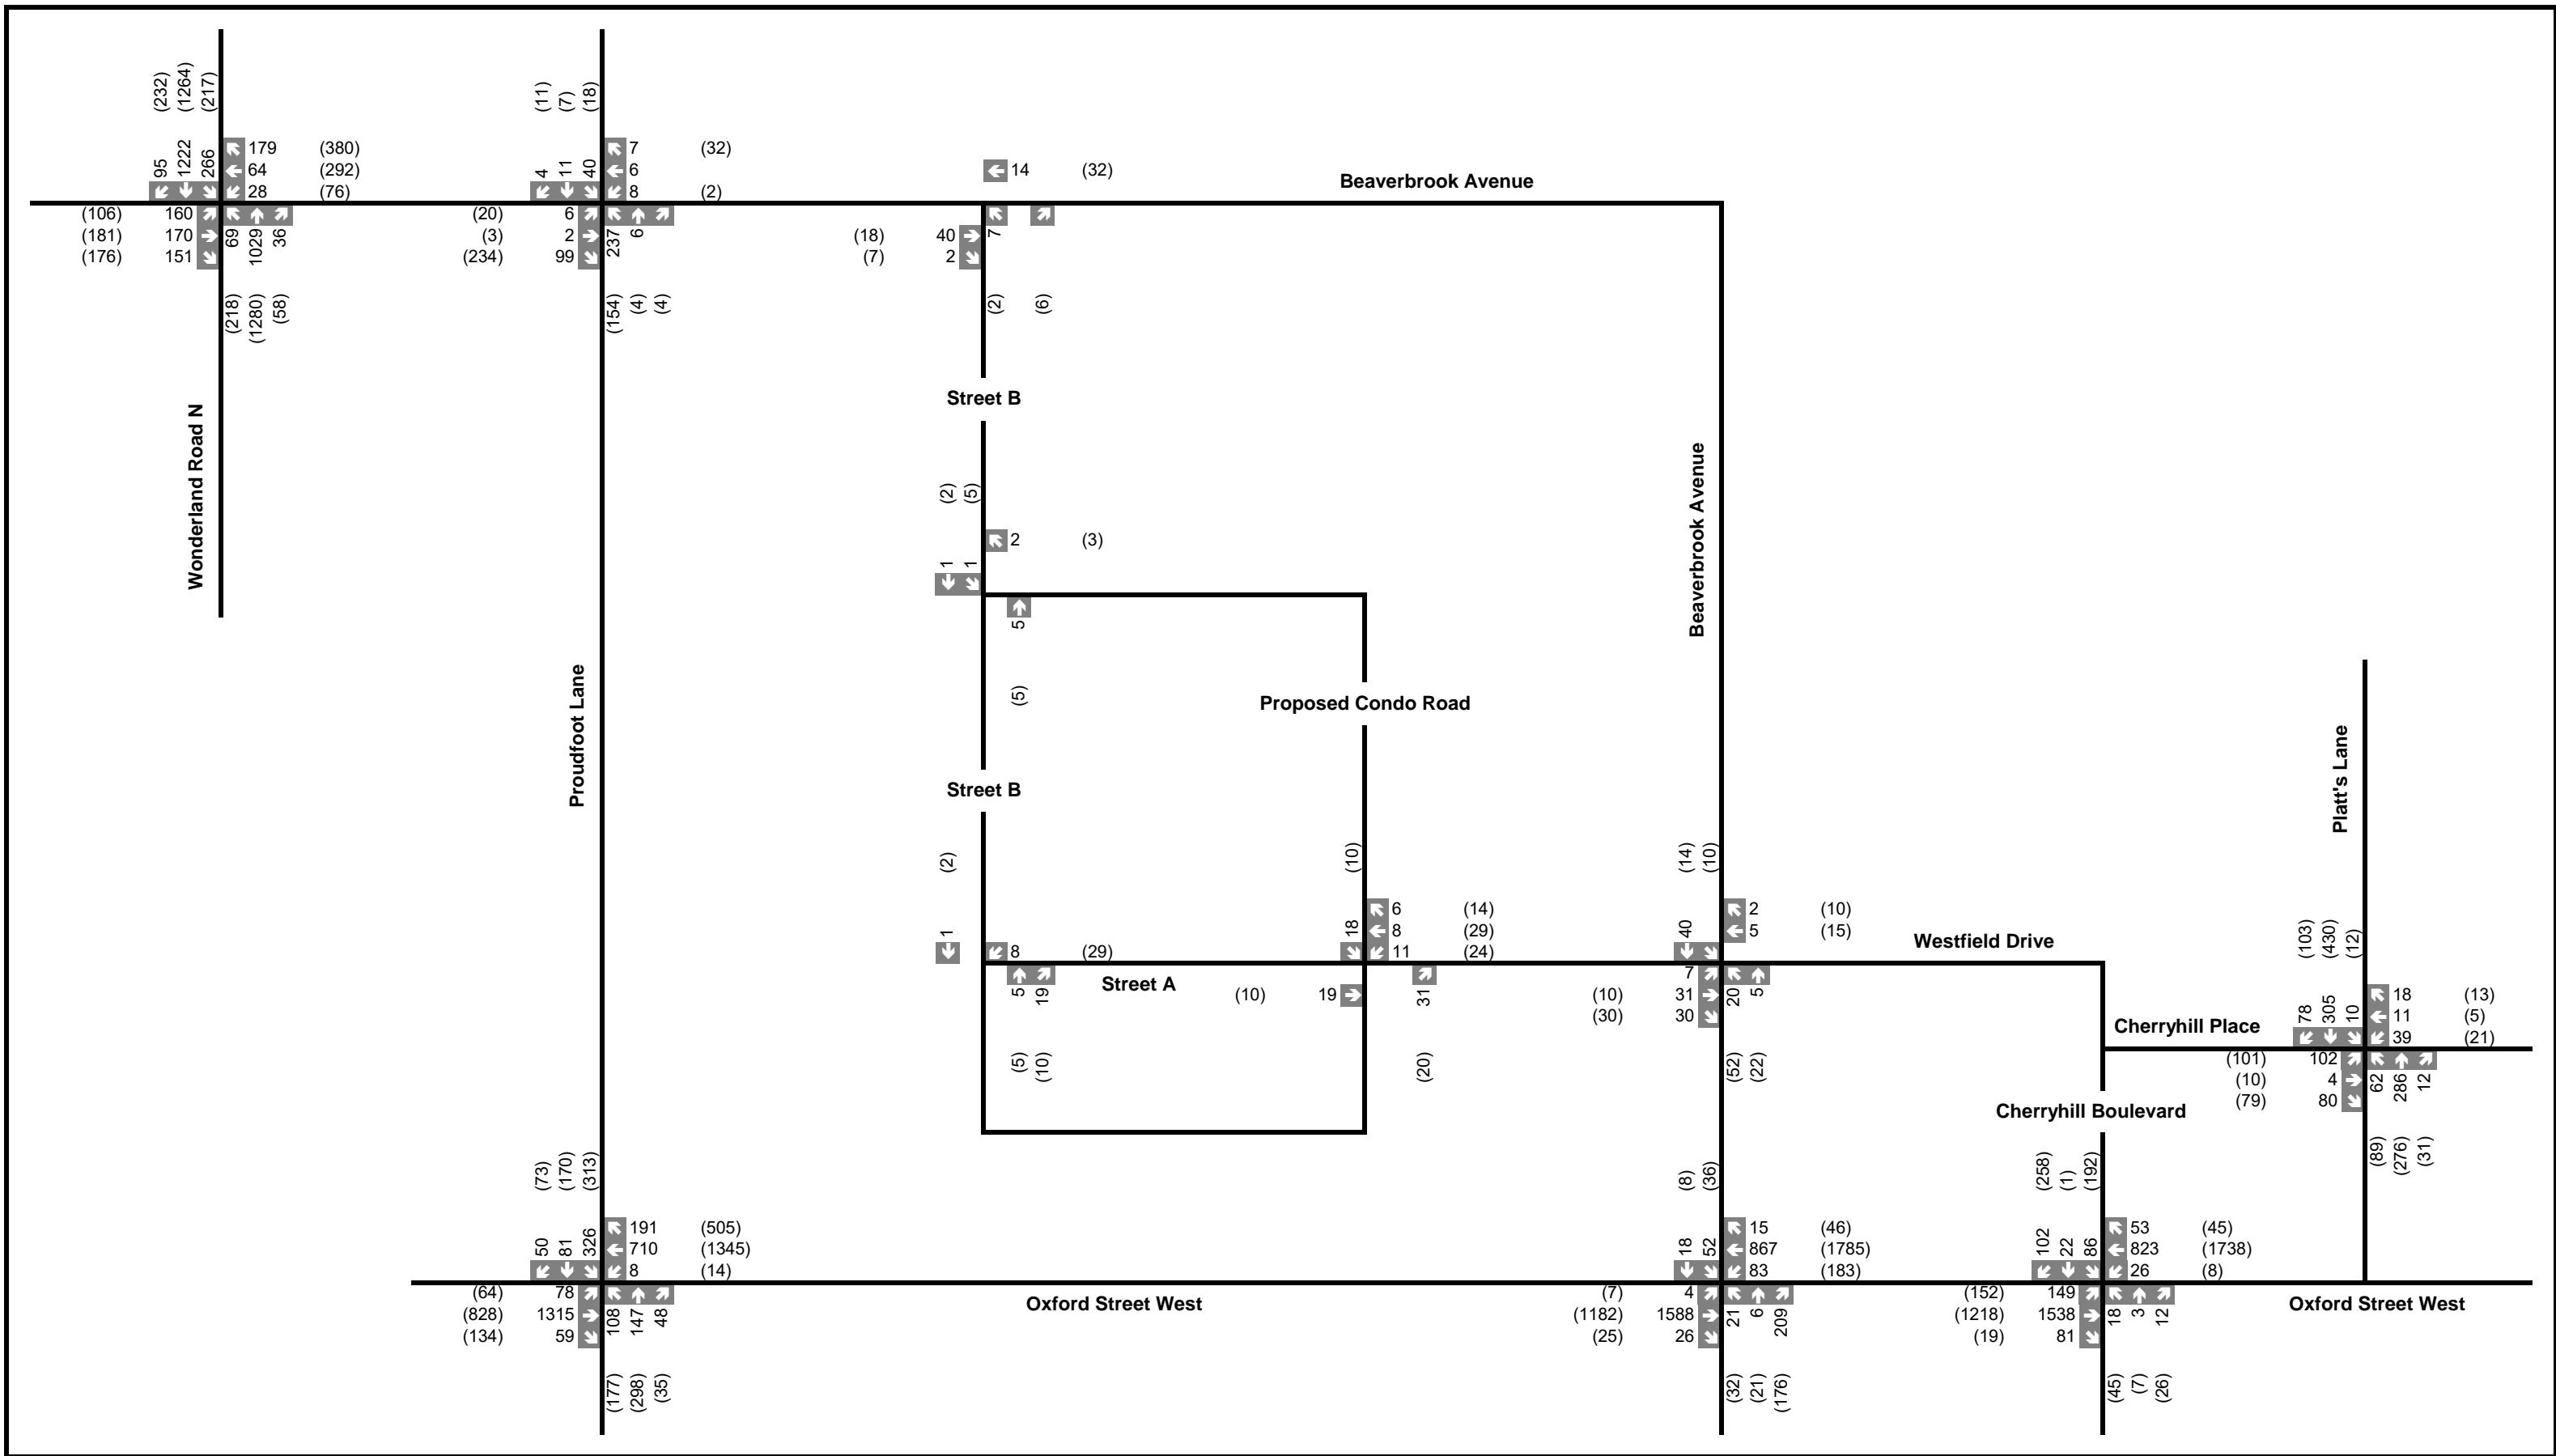 (232) (1264) (217)
95 1222 266
179 (380)
64 (292)
28 (76)
(106) 160
(181) 170
(176) 151
69 1029 36
(218) (1280) (58)
Wonderland Road N
(11) (7) (18)
4 11 40
7 (32)
6
8 (2)
(20) 6
(3) 2
(234) 99
237 6
(154) (4) (4)
Proudfoot Lane
14 (32)
Beaverbrook Avenue
(18) 40
(7) 2
7
(2) (6)
Street B
(2) (5)
2 (3)
1 1
5
(5)
Proposed Condo Road
Street B
(2)
1
8 (29)
5 19
Street A
(5) (10)
(10)
18
6 (14)
8 (29)
11 (24)
(10) 19
31
(20)
Beaverbrook Avenue
(14) (10)
40
2 (10)
5 (15)
Westfield Drive
7
(10) 31
(30) 30
20 5
(52) (22)
Platt's Lane
(103) (430) (12)
78 305 10
18 (13)
11 (5)
39 (21)
Cherryhill Place
(101) 102
(10) 4
(79) 80
62 286 12
(89) (276) (31)
Cherryhill Boulevard
(73) (170) (313)
50 81 326
191 (505)
710 (1345)
8 (14)
(64) 78
(828) 1315
(134) 59
108 147 48
(177) (298) (35)
Oxford Street West
(8) (36)
18 52
15 (46)
867 (1785)
83 (183)
(7) 4
(1182) 1588
(25) 26
21 6 209
(32) (21) (176)
(258) (1) (192)
102 22 86
53 (45)
823 (1738)
26 (8)
(152) 149
(1218) 1538
(19) 81
18 3 12
(45) (7) (26)
Oxford Street West